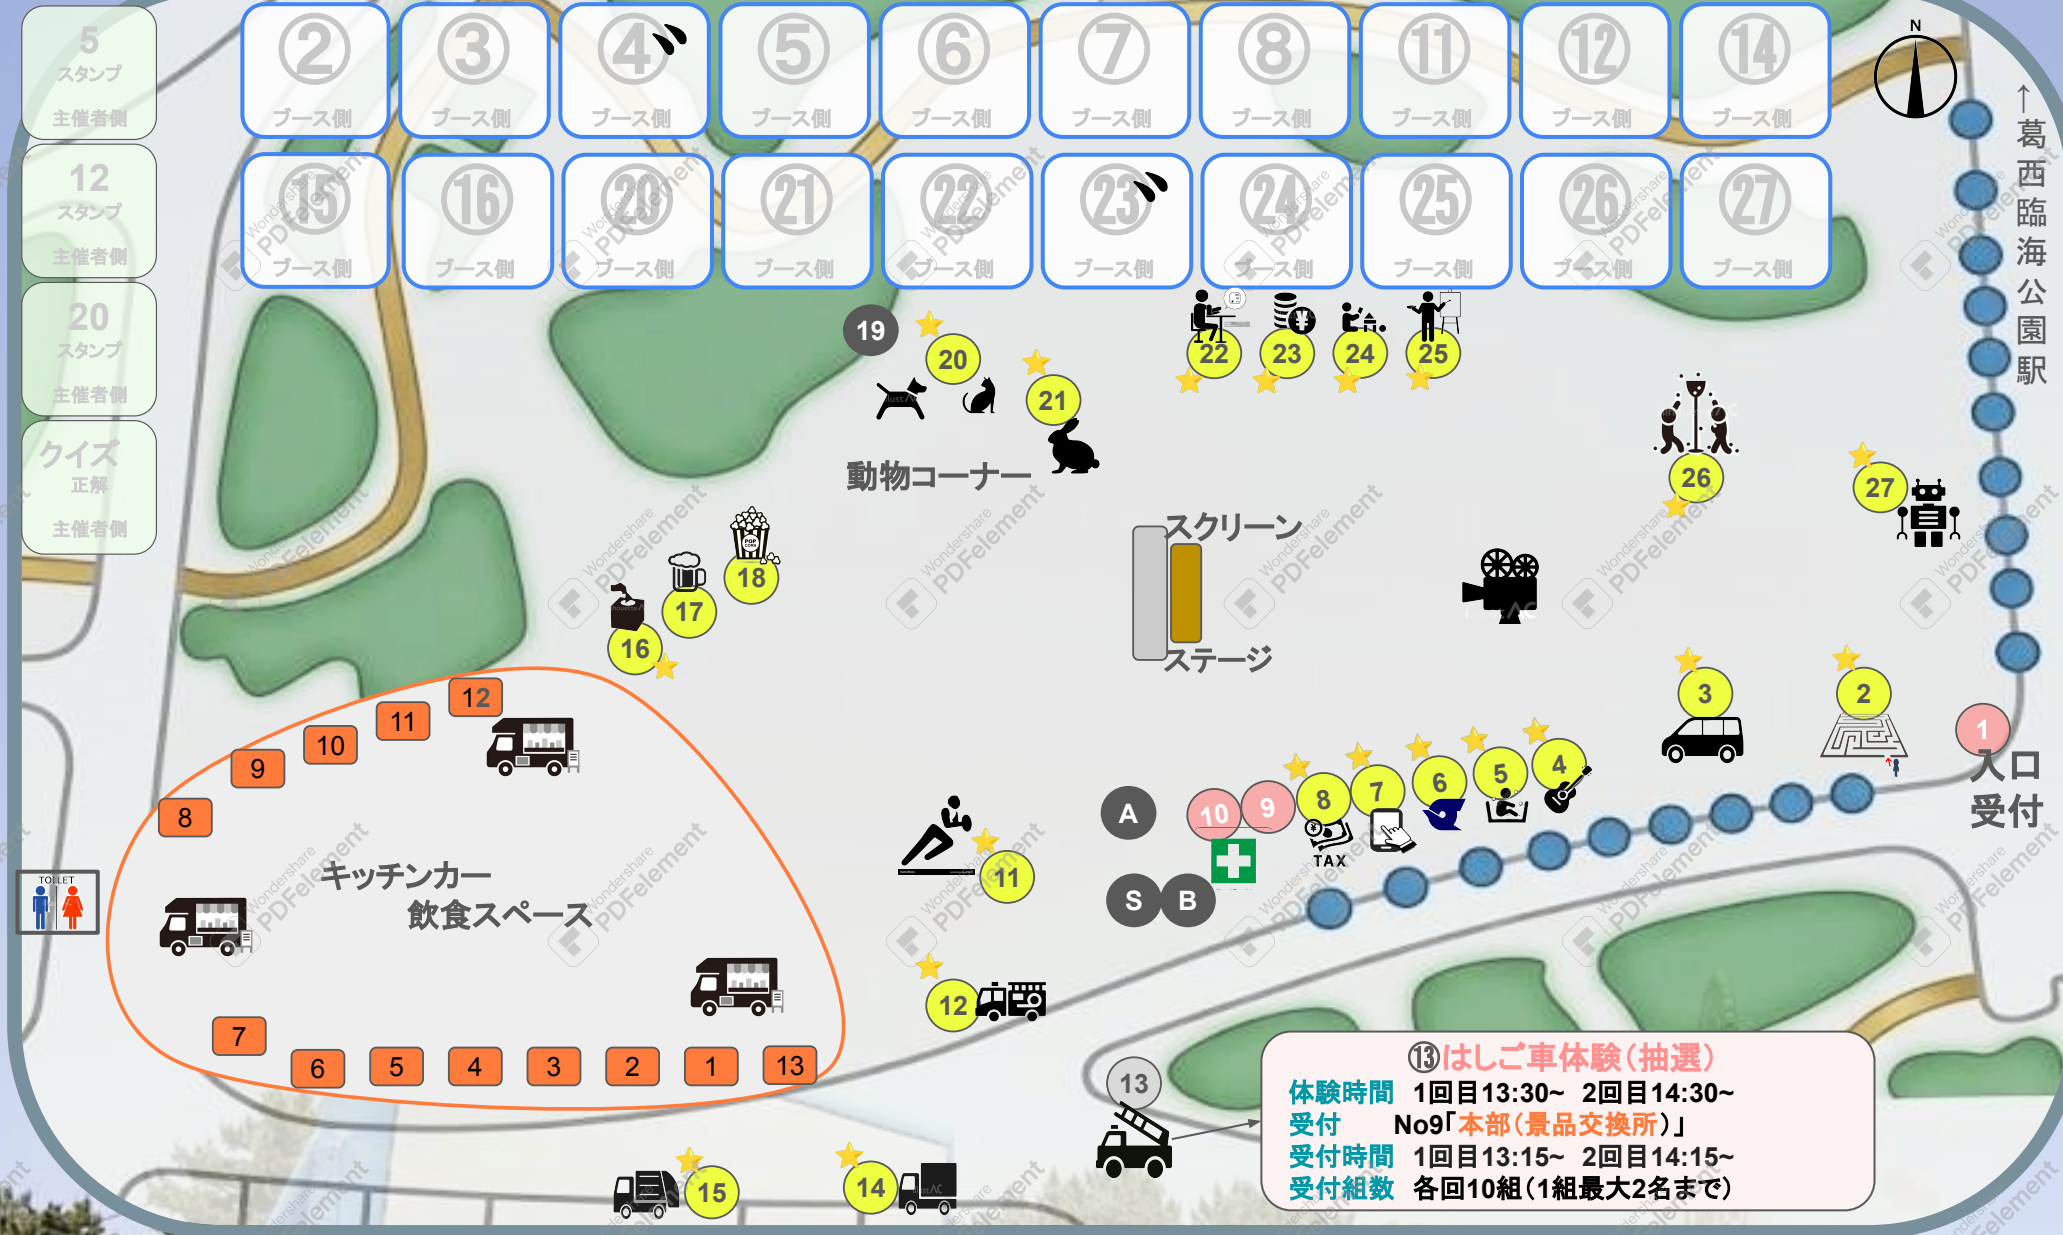 5
スタンプ
主催者側
12
スタンプ
主催者側
20
スタンプ
主催者側
クイズ
正解
主催者側
② ③ ④ ⑤ ⑥ ⑦ ⑧ ⑪ ⑫ ⑭
ブース側 ブース側 ブース側 ブース側 ブース側 ブース側 ブース側 ブース側 ブース側 ブース側
⑮ ⑯ ⑳ ㉑ ㉒ ㉓ ㉔ ㉕ ㉖ ㉗
ブース側 ブース側 ブース側 ブース側 ブース側 ブース側 ブース側 ブース側 ブース側 ブース側
N
↑葛西臨海公園駅
19
20
21
22 23 24 25
動物コーナー
26
27
スクリーン
ステージ
POP CORN
18
17
16
12
11
10
9
8
キッチンカー
飲食スペース
TOILET
7
6 5 4 3 2 1 13
3
2
1
入口
受付
A
10 9 8 7 6 5 4
TAX
S B
11
12
13
15
14
⑬はしご車体験（抽選）
体験時間 1回目13:30~ 2回目14:30~
受付 No9「本部（景品交換所）」
受付時間 1回目13:15~ 2回目14:15~
受付組数 各回10組（1組最大2名まで）
Wondershare
PDFelement